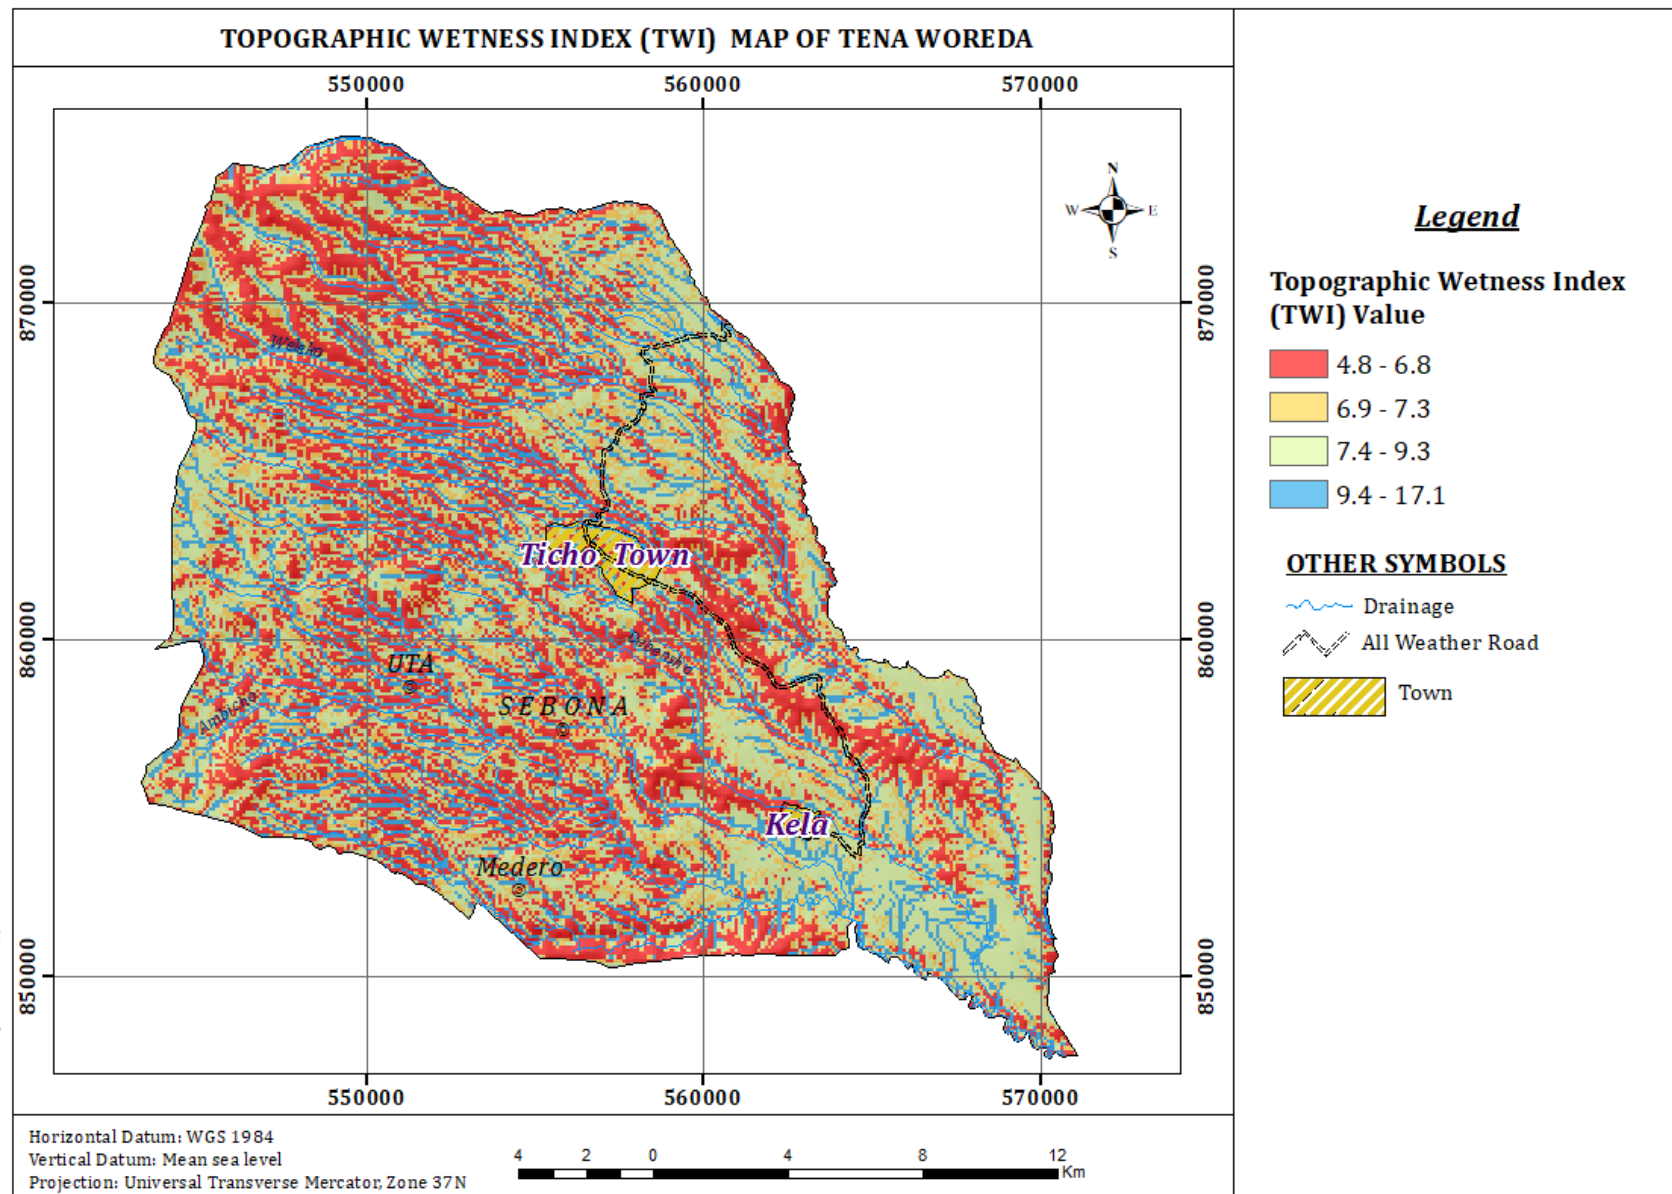 TOPOGRAPHIC WETNESS INDEX (TWI) MAP OF TENA WOREDA
550000 560000 570000
N
W E
S
870000 870000
Welako
Ticho Town
860000 860000
Debensho
UTA
Ambicho
SEBONA
Kela
Medero
850000 850000
550000 560000 570000
Horizontal Datum: WGS 1984
Vertical Datum: Mean sea level
Projection: Universal Transverse Mercator, Zone 37N
4 2 0 4 8 12
Km
Legend
Topographic Wetness Index
(TWI) Value
4.8 - 6.8
6.9 - 7.3
7.4 - 9.3
9.4 - 17.1
OTHER SYMBOLS
Drainage
All Weather Road
Town